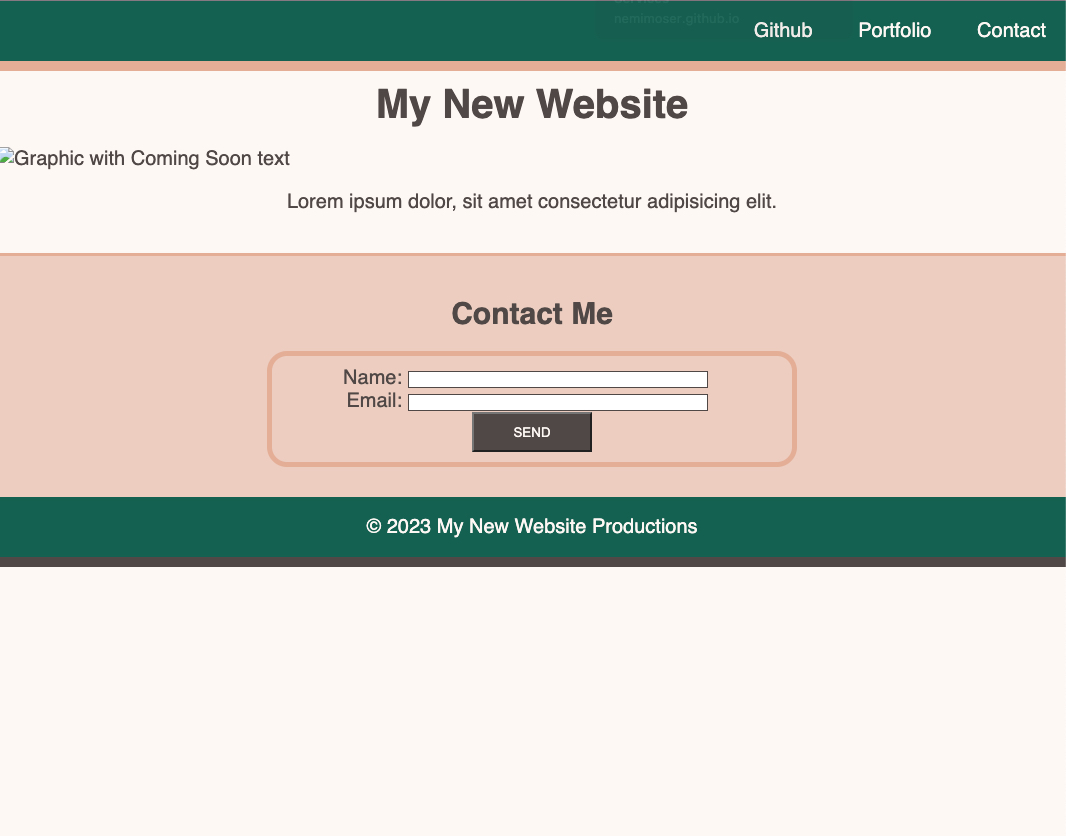 nemimoser.github.io
Github Portfolio Contact
My New Website
Graphic with Coming Soon text
Lorem ipsum dolor, sit amet consectetur adipisicing elit.
Contact Me
Name:
Email:
SEND
© 2023 My New Website Productions